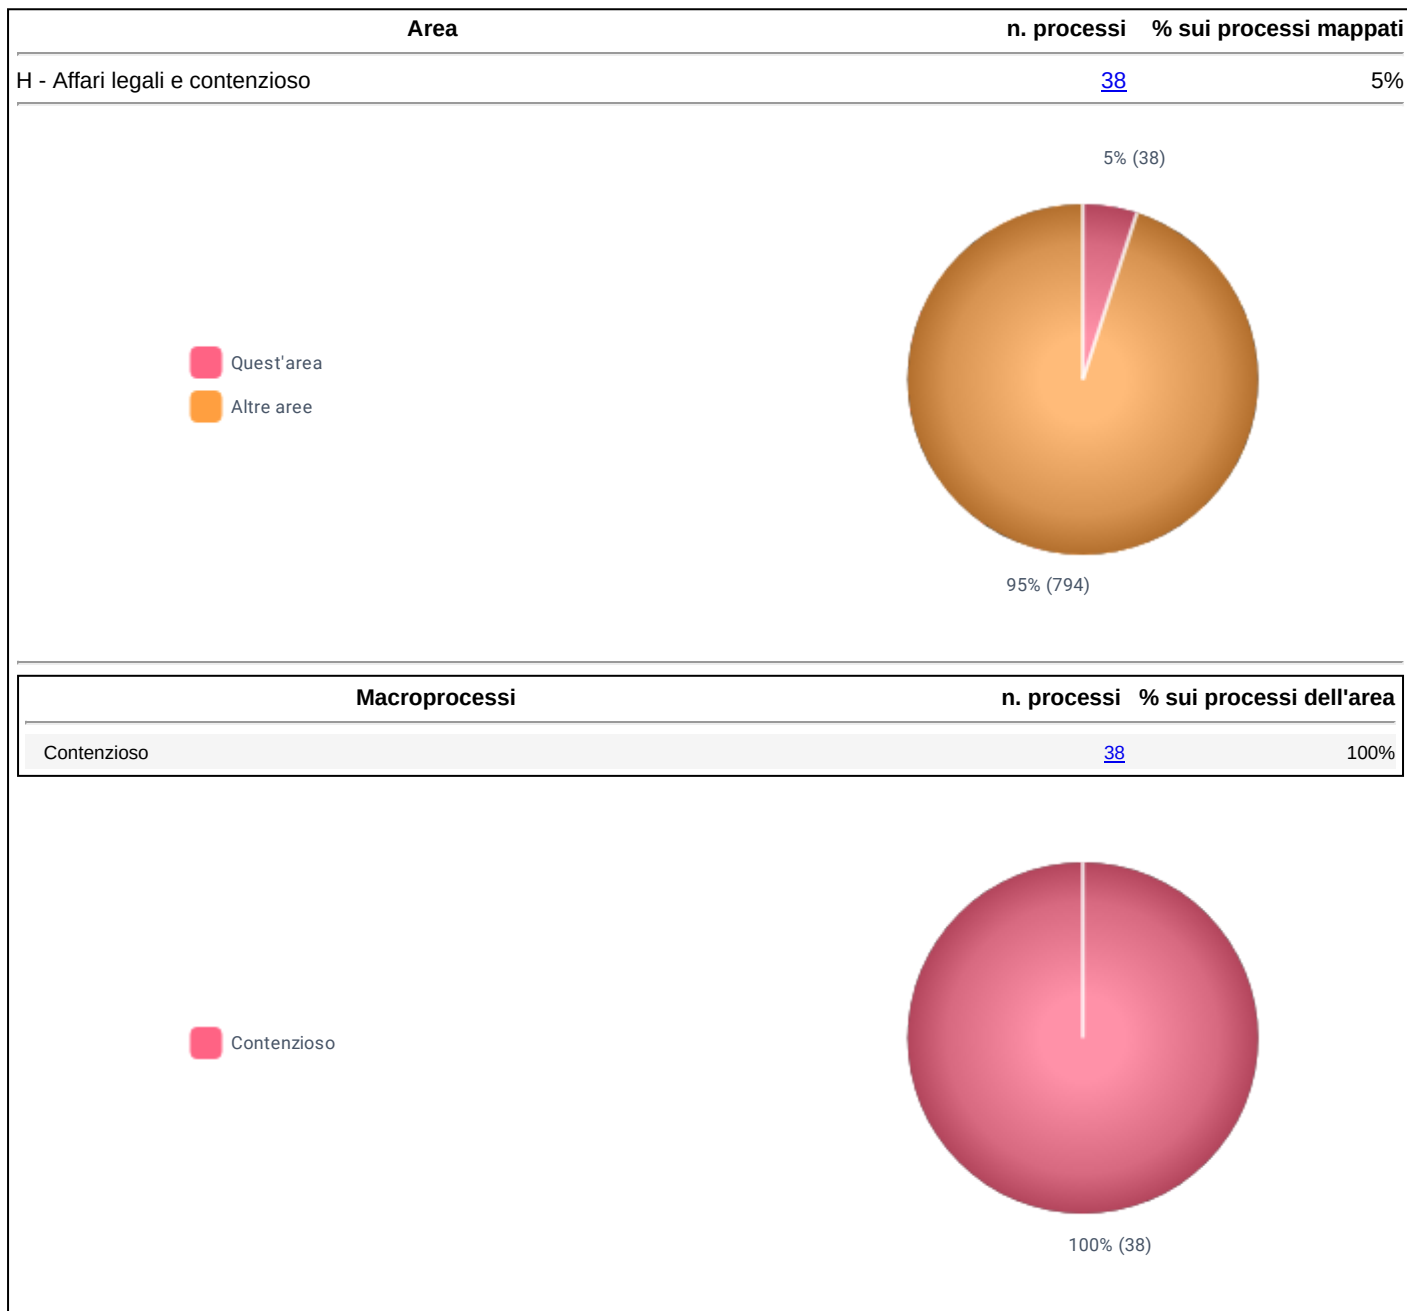 Area n. processi % sui processi mappati
H - Affari legali e contenzioso 38 5%
5% (38)
Quest'area
Altre aree
95% (794)
Macroprocessi n. processi % sui processi dell'area
Contenzioso 38 100%
Contenzioso
100% (38)